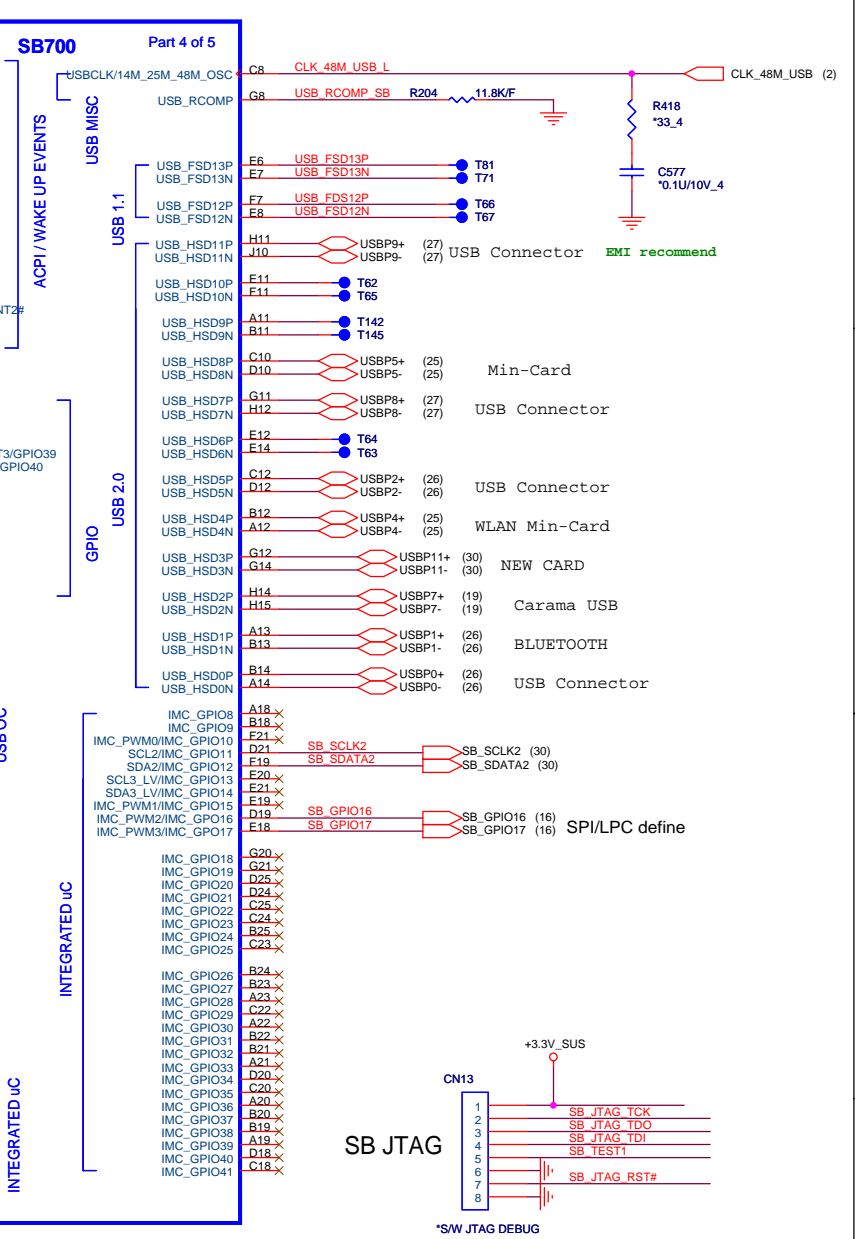 SB700 Part 4 of 5
USBCLK/14M_25M_48M_OSC C8 CLK_48M_USB_L CLK_48M_USB (2)
USB_RCOMP G8 USB_RCOMP_SB R204 11.8K/F
R418
*33_4
C577
*0.1U/10V_4
EMI recommend
USB MISC
ACPI / WAKE UP EVENTS
USB 1.1
USB_FSD13P E6 USB_FSD13P T81
USB_FSD13N E7 USB_FSD13N T71
USB_FSD12P F7 USB_FDS12P T66
USB_FSD12N E8 USB_FSD12N T67
USB_HSD11P H11 USBP9+ (27)
USB_HSD11N J10 USBP9- (27) USB Connector
USB_HSD10P E11 T62
USB_HSD10N F11 T65
NT2#
USB_HSD9P A11 T142
USB_HSD9N B11 T145
USB_HSD8P C10 USBP5+ (25)
USB_HSD8N D10 USBP5- (25) Min-Card
USB_HSD7P G11 USBP8+ (27)
USB_HSD7N H12 USBP8- (27) USB Connector
USB_HSD6P E12 T64
USB_HSD6N E14 T63
T3/GPIO39
GPIO40
USB 2.0
GPIO
USB_HSD5P C12 USBP2+ (26)
USB_HSD5N D12 USBP2- (26) USB Connector
USB_HSD4P B12 USBP4+ (25)
USB_HSD4N A12 USBP4- (25) WLAN Min-Card
USB_HSD3P G12 USBP11+ (30)
USB_HSD3N G14 USBP11- (30) NEW CARD
USB_HSD2P H14 USBP7+ (19)
USB_HSD2N H15 USBP7- (19) Carama USB
USB_HSD1P A13 USBP1+ (26)
USB_HSD1N B13 USBP1- (26) BLUETOOTH
USB_HSD0P B14 USBP0+ (26)
USB_HSD0N A14 USBP0- (26) USB Connector
USB OC
IMC_GPIO8 A18
IMC_GPIO9 B18
IMC_PWM0/IMC_GPIO10 F21
SCL2/IMC_GPIO11 D21 SB_SCLK2 SB_SCLK2 (30)
SDA2/IMC_GPIO12 F19 SB_SDATA2 SB_SDATA2 (30)
SCL3_LV/IMC_GPIO13 E20
SDA3_LV/IMC_GPIO14 E21
IMC_PWM1/IMC_GPIO15 E19
IMC_PWM2/IMC_GPO16 D19 SB_GPIO16 SB_GPIO16 (16)
IMC_PWM3/IMC_GPO17 E18 SB_GPIO17 SB_GPIO17 (16) SPI/LPC define
IMC_GPIO18 G20
IMC_GPIO19 G21
IMC_GPIO20 D25
IMC_GPIO21 D24
IMC_GPIO22 C25
IMC_GPIO23 C24
IMC_GPIO24 B25
IMC_GPIO25 C23
INTEGRATED uC
IMC_GPIO26 B24
IMC_GPIO27 B23
IMC_GPIO28 A23
IMC_GPIO29 C22
IMC_GPIO30 A22
IMC_GPIO31 B22
IMC_GPIO32 B21
IMC_GPIO33 A21
IMC_GPIO34 D20
IMC_GPIO35 C20
IMC_GPIO36 A20
IMC_GPIO37 B20
IMC_GPIO38 B19
IMC_GPIO39 A19
IMC_GPIO40 D18
IMC_GPIO41 C18
INTEGRATED uC
+3.3V_SUS
CN13
SB JTAG
1
2 SB_JTAG_TCK
3 SB_JTAG_TDO
4 SB_JTAG_TDI
5 SB_TEST1
6
7 SB_JTAG_RST#
8
*S/W JTAG DEBUG